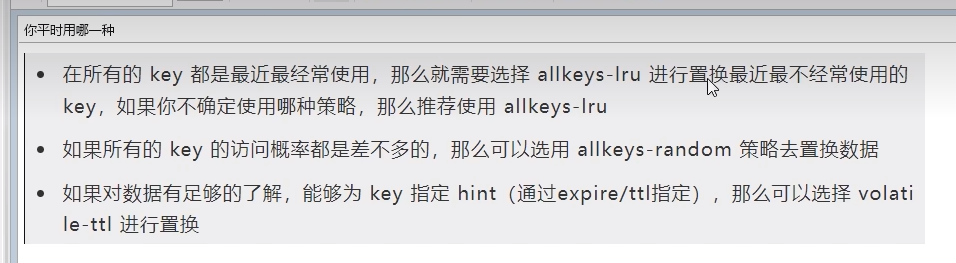 你平时用哪一种
• 在所有的 key 都是最近最经常使用，那么就需要选择 allkeys-lru 进行置换最近最不经常使用的
key，如果你不确定使用哪种策略，那么推荐使用 allkeys-lru
• 如果所有的 key 的访问概率都是差不多的，那么可以选用 allkeys-random 策略去置换数据
• 如果对数据有足够的了解，能够为 key 指定 hint（通过expire/ttl指定），那么可以选择 volati
le-ttl 进行置换